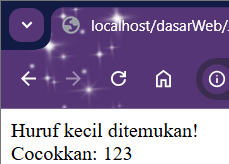 localhost/dasarWeb/
Huruf kecil ditemukan!
Cocokkan: 123